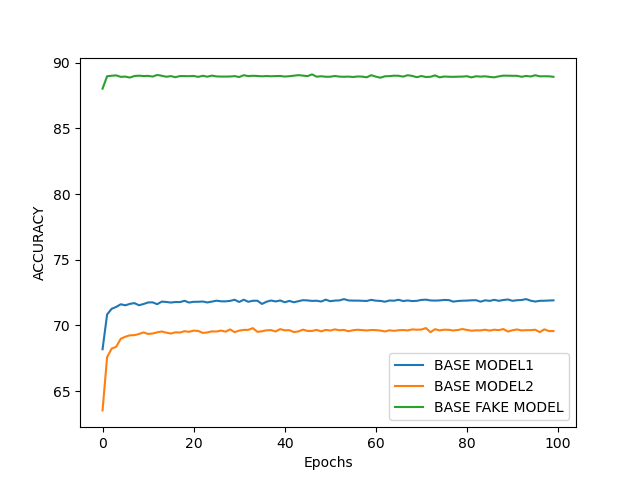 90
85
80
75
70
65
ACCURACY
0 20 40 60 80 100
Epochs
BASE MODEL1
BASE MODEL2
BASE FAKE MODEL